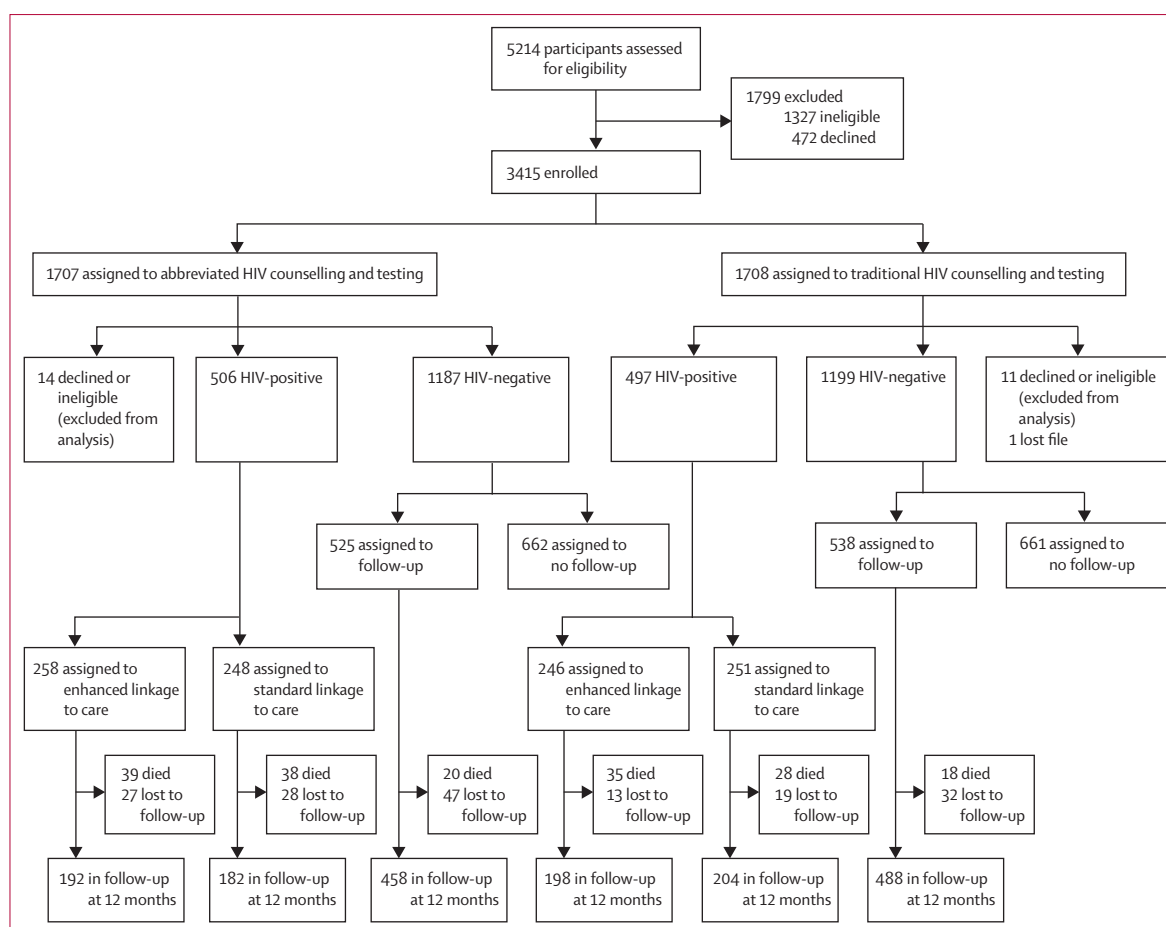 5214 participants assessed
for eligibility
1799 excluded
1327 ineligible
472 declined
3415 enrolled
1707 assigned to abbreviated HIV counselling and testing
1708 assigned to traditional HIV counselling and testing
14 declined or
ineligible
(excluded from
analysis)
506 HIV-positive
1187 HIV-negative
497 HIV-positive
1199 HIV-negative
11 declined or ineligible
(excluded from
analysis)
1 lost file
525 assigned to
follow-up
662 assigned to
no follow-up
538 assigned to
follow-up
661 assigned to
no follow-up
258 assigned to
enhanced linkage
to care
248 assigned to
standard linkage
to care
246 assigned to
enhanced linkage
to care
251 assigned to
standard linkage
to care
39 died
27 lost to
follow-up
38 died
28 lost to
follow-up
20 died
47 lost to
follow-up
35 died
13 lost to
follow-up
28 died
19 lost to
follow-up
18 died
32 lost to
follow-up
192 in follow-up
at 12 months
182 in follow-up
at 12 months
458 in follow-up
at 12 months
198 in follow-up
at 12 months
204 in follow-up
at 12 months
488 in follow-up
at 12 months